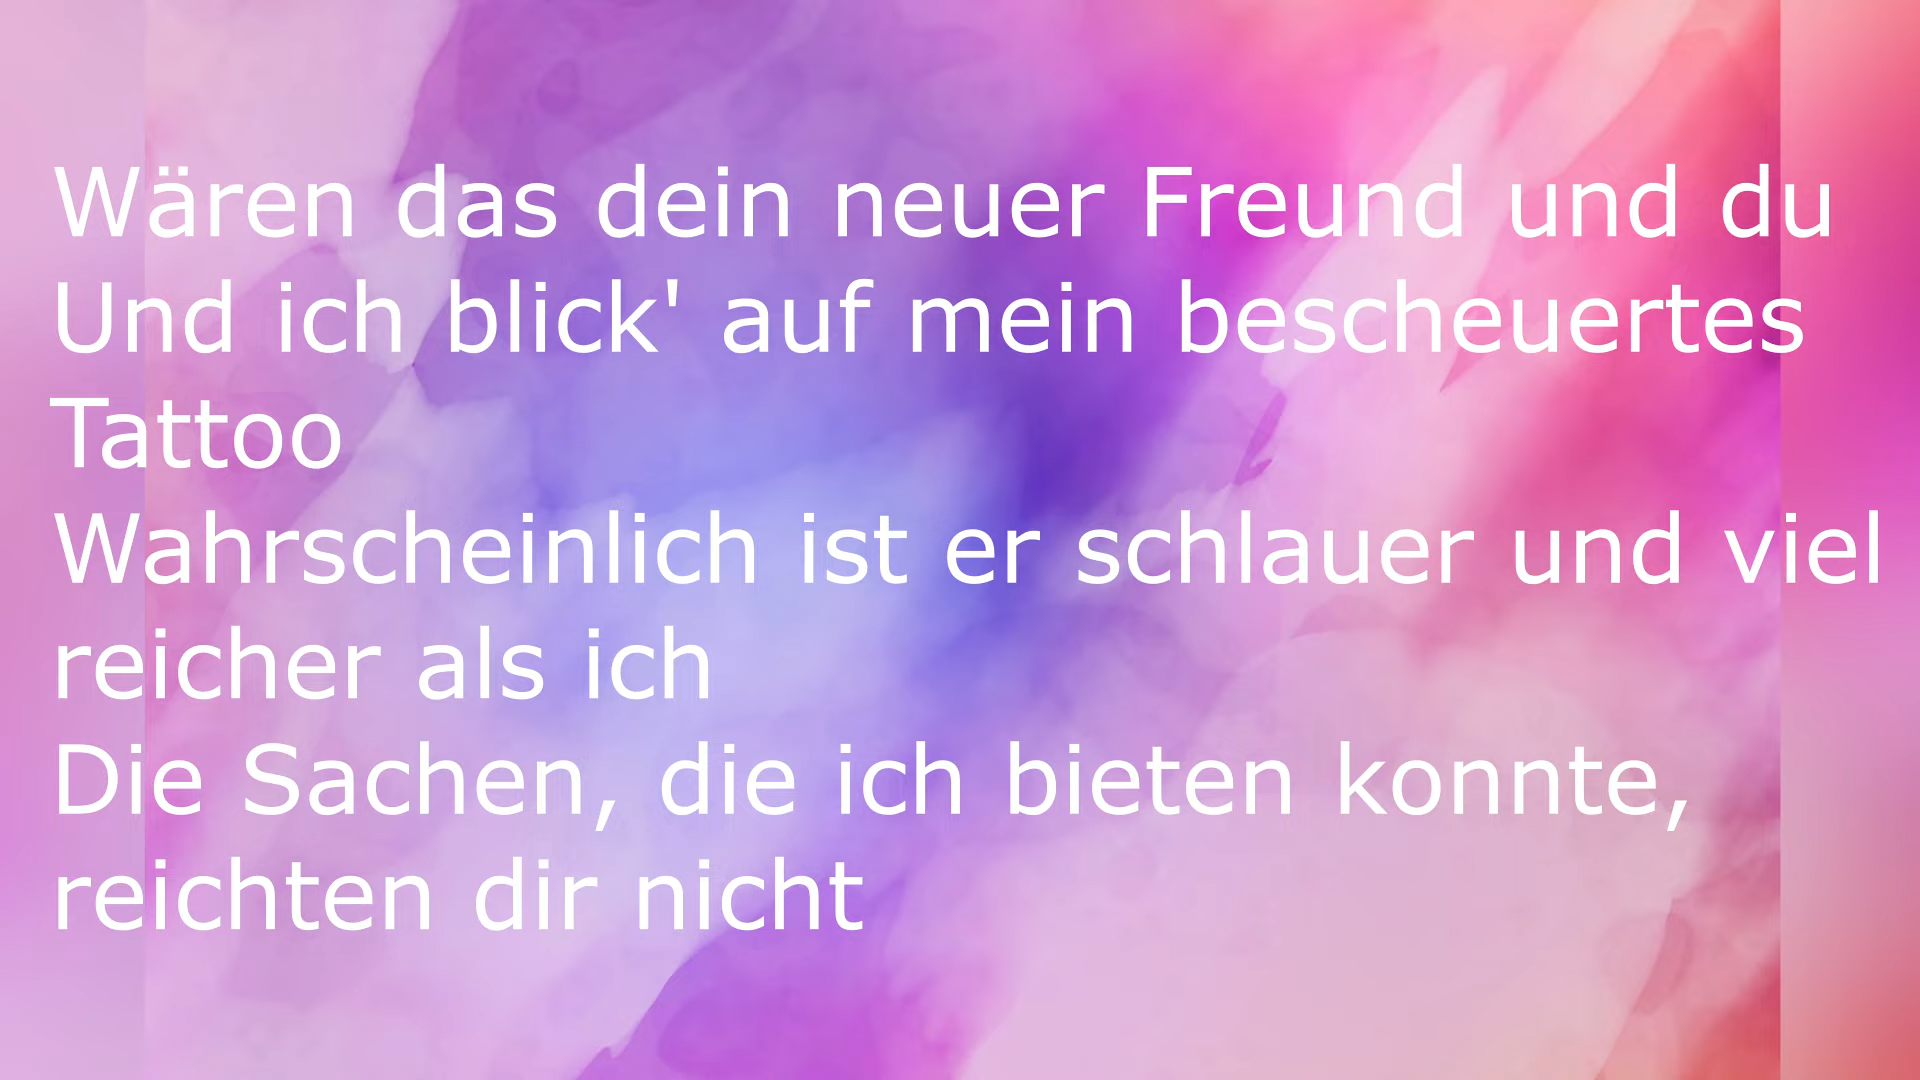 Wären das dein neuer Freund und du
Und ich blick' auf mein bescheuertes
Tattoo
Wahrscheinlich ist er schlauer und viel
reicher als ich
Die Sachen, die ich bieten konnte,
reichten dir nicht